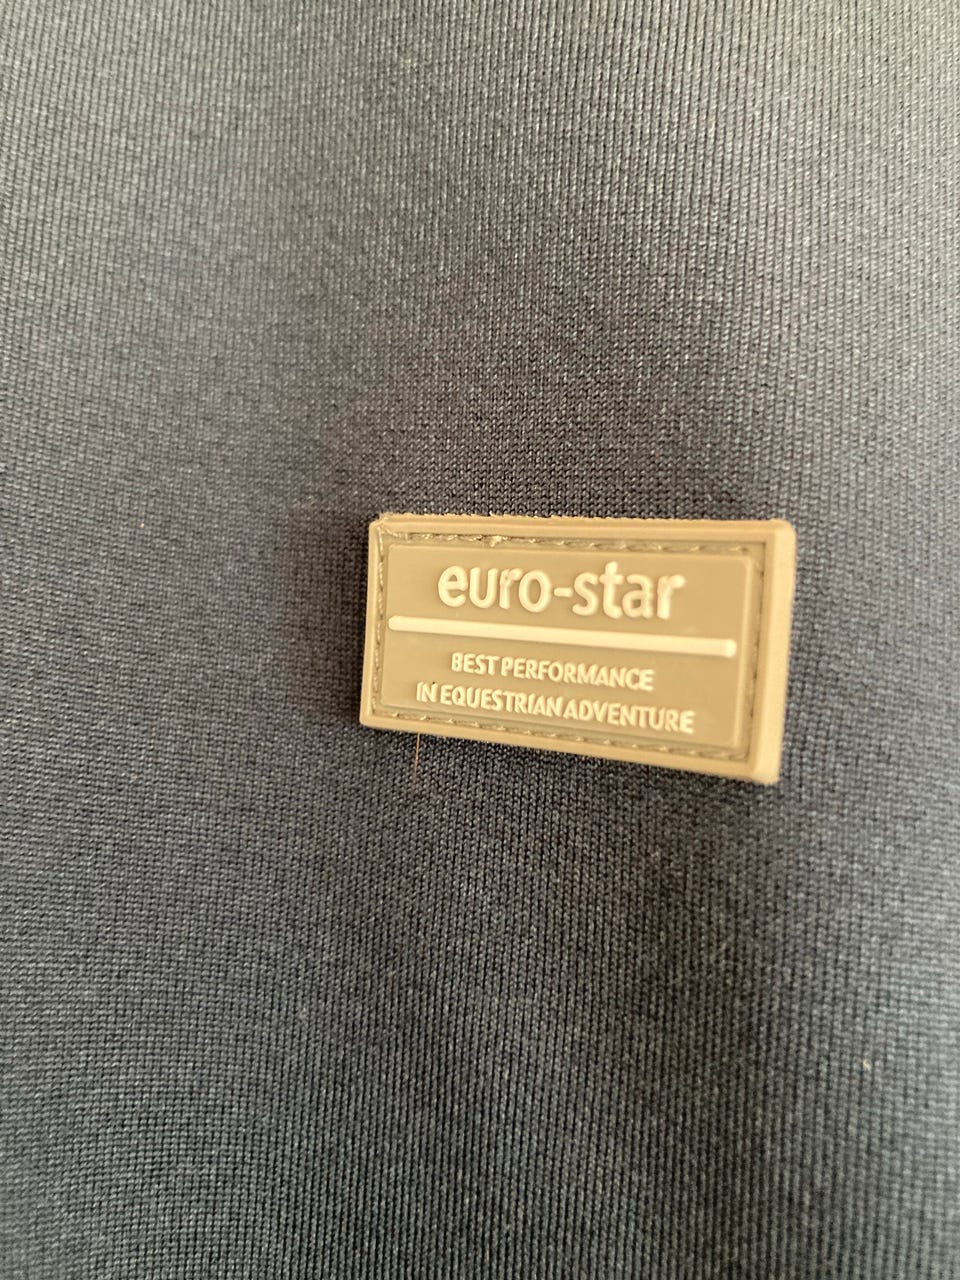 euro-star
BEST PERFORMANCE
IN EQUESTRIAN ADVENTURE